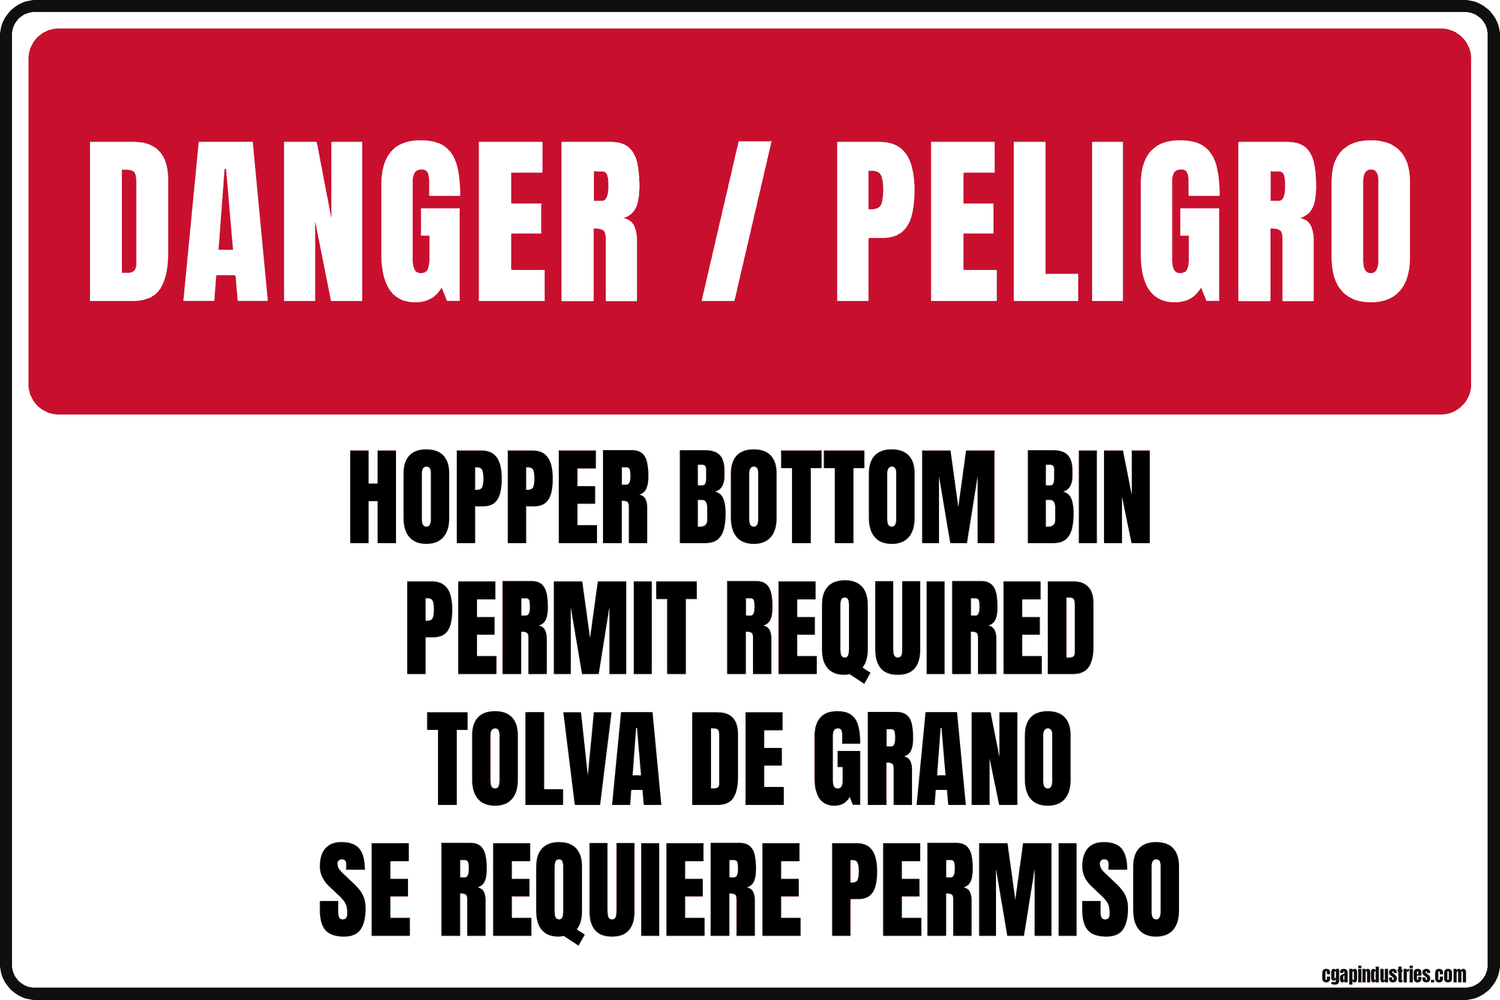 DANGER / PELIGRO
HOPPER BOTTOM BIN
PERMIT REQUIRED
TOLVA DE GRANO
SE REQUIERE PERMISO
cgapindustries.com